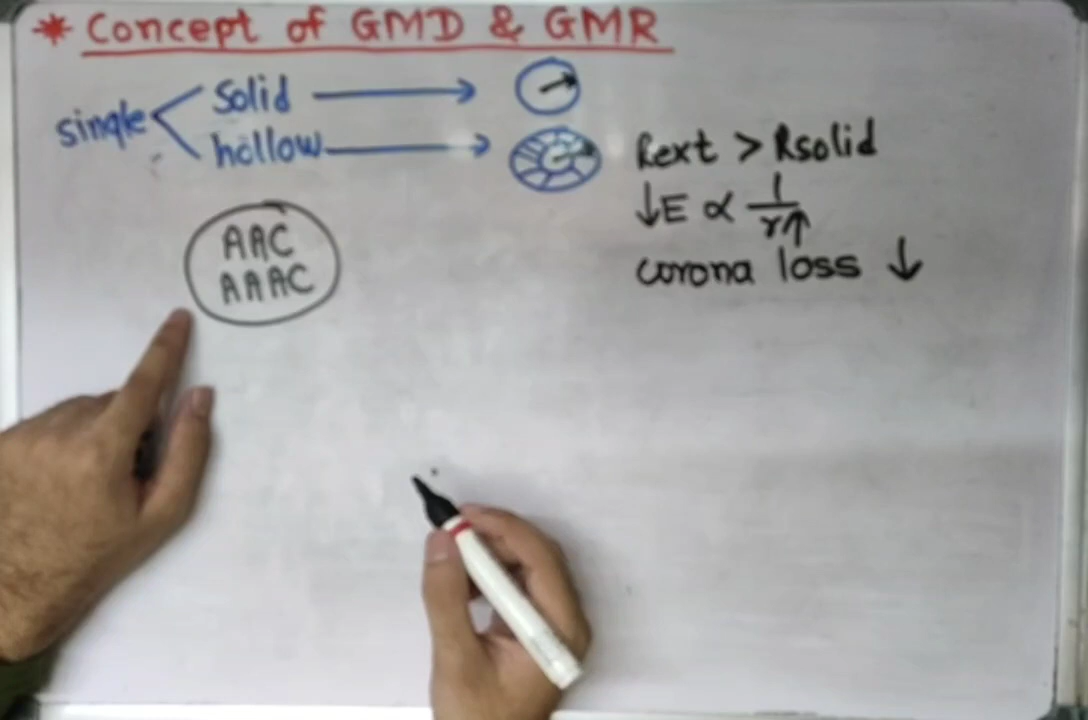 * Concept of GMD & GMR
single
Solid
hollow
Rext > Rsolid
↓E ∝ 1/r↑
corona loss ↓
AAC
AAAC